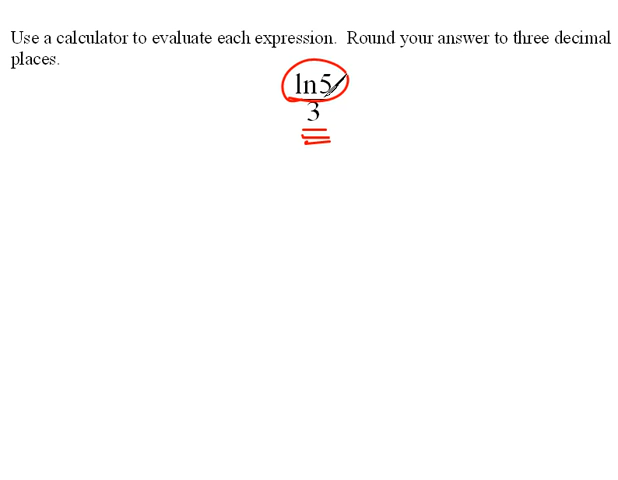 Use a calculator to evaluate each expression.  Round your answer to three decimal
places.
ln5
3